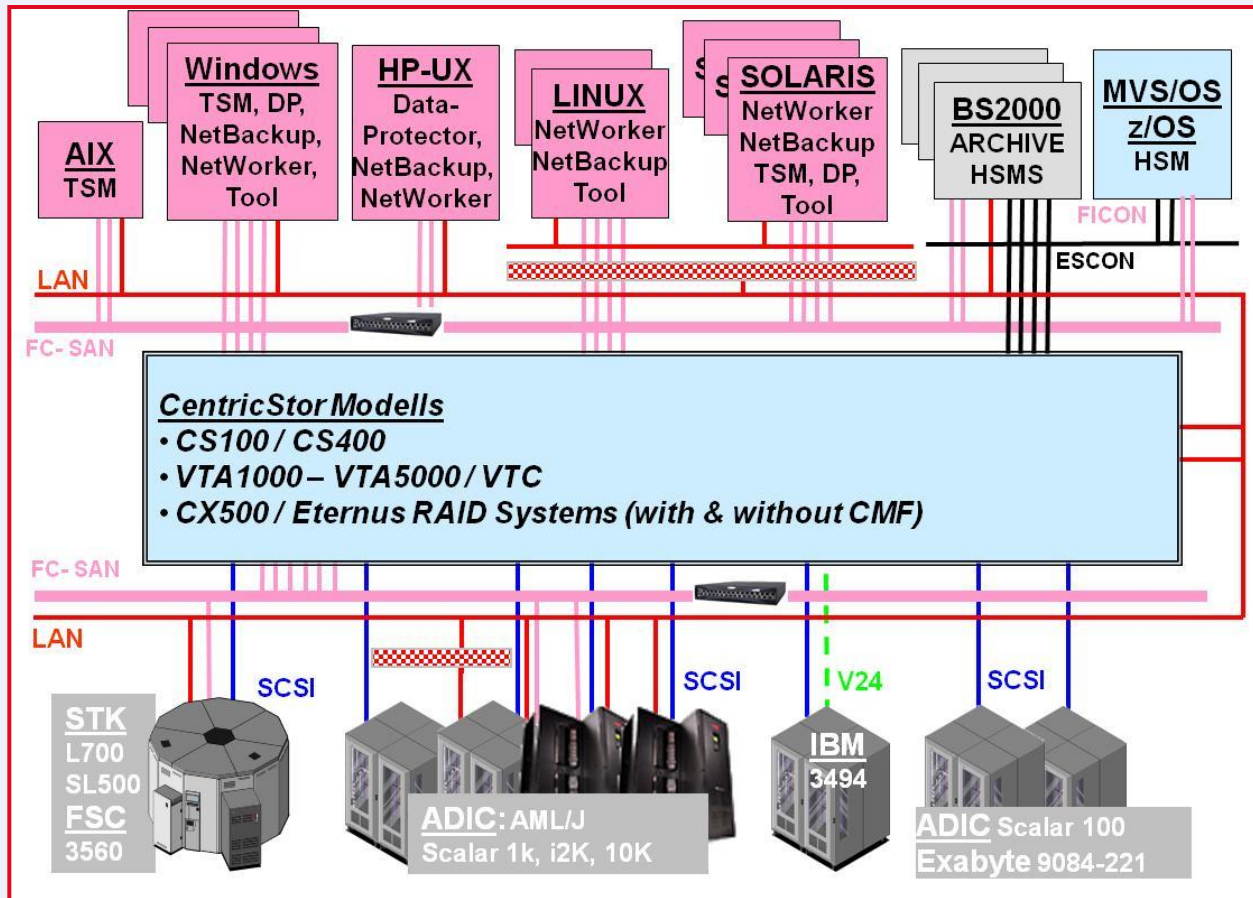 AIX
TSM
Windows
TSM, DP,
NetBackup,
NetWorker,
Tool
HP-UX
Data-
Protector,
NetBackup,
NetWorker
LINUX
NetWorker
NetBackup
Tool
S
S
SOLARIS
NetWorker
NetBackup
TSM, DP,
Tool
BS2000
ARCHIVE
HSMS
MVS/OS
z/OS
HSM
FICON
ESCON
LAN
FC- SAN
CentricStor Modells
• CS100 / CS400
• VTA1000 – VTA5000 / VTC
• CX500 / Eternus RAID Systems (with & without CMF)
FC- SAN
LAN
SCSI
SCSI
V24
SCSI
STK
L700
SL500
FSC
3560
ADIC: AML/J
Scalar 1k, i2K, 10K
IBM
3494
ADIC Scalar 100
Exabyte 9084-221